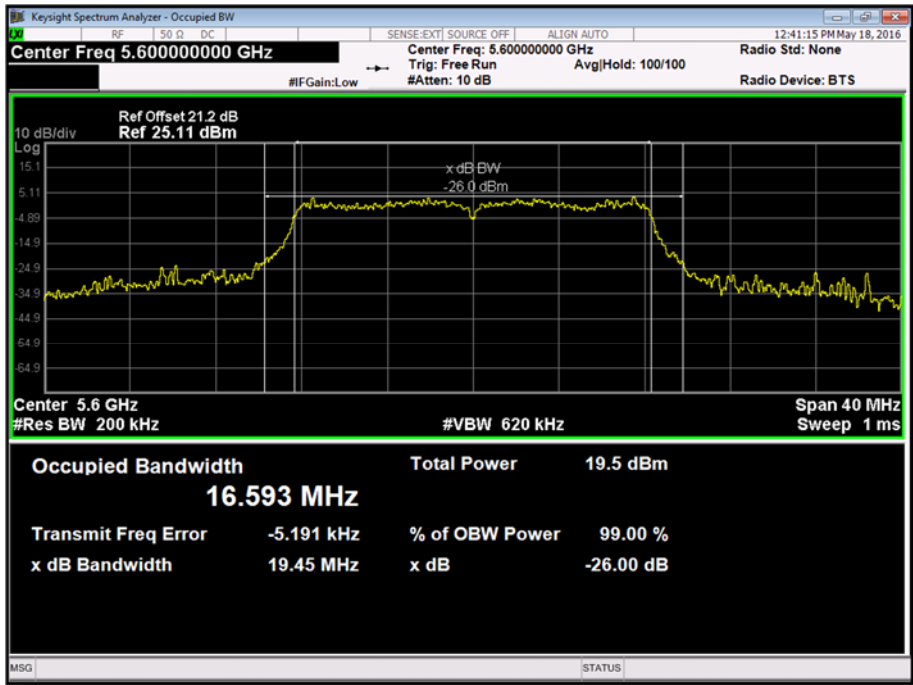 Keysight Spectrum Analyzer - Occupied BW
LXI RF 50 Ω DC SENSE:EXT SOURCE OFF ALIGN AUTO 12:41:15 PM May 18, 2016
Center Freq 5.600000000 GHz Center Freq: 5.600000000 GHz Radio Std: None
Trig: Free Run Avg|Hold: 100/100
#IFGain:Low #Atten: 10 dB Radio Device: BTS
Ref Offset 21.2 dB
10 dB/div Ref 25.11 dBm
Log
15.1
x dB BW
5.11
-26.0 dBm
-4.89
-14.9
-24.9
-34.9
-44.9
-54.9
-64.9
Center 5.6 GHz Span 40 MHz
#Res BW 200 kHz #VBW 620 kHz Sweep 1 ms
Occupied Bandwidth Total Power 19.5 dBm
16.593 MHz
Transmit Freq Error -5.191 kHz % of OBW Power 99.00 %
x dB Bandwidth 19.45 MHz x dB -26.00 dB
MSG STATUS